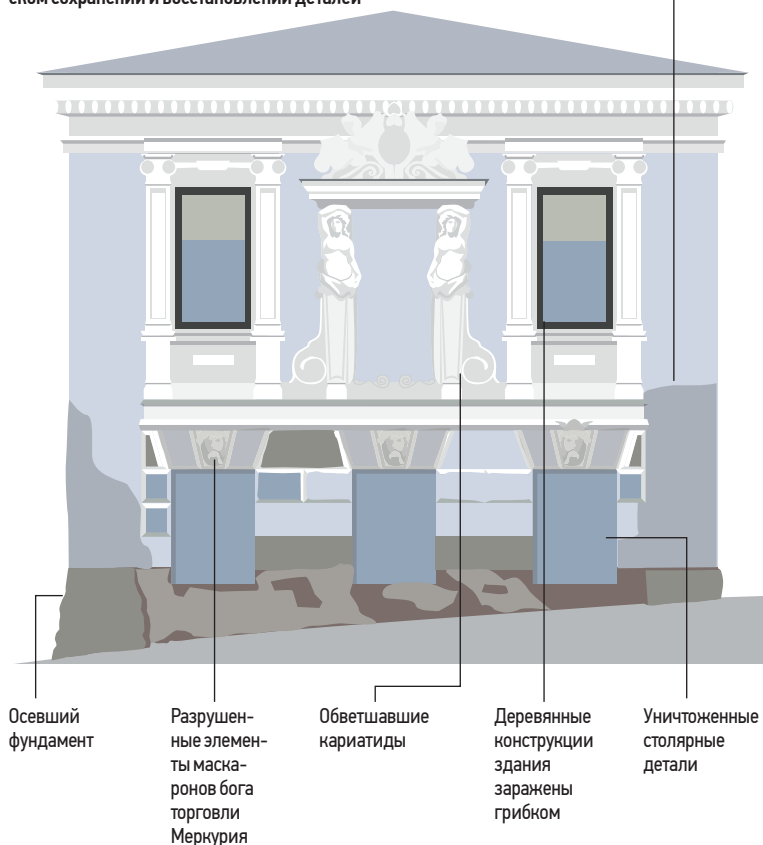 ском сохранении и восстановлении деталей
Осевший
фундамент
Разрушен-
ные элемен-
ты маска-
ронов бога
торговли
Меркурия
Обветшавшие
кариатиды
Деревянные
конструкции
здания
заражены
грибком
Уничтоженные
столярные
детали